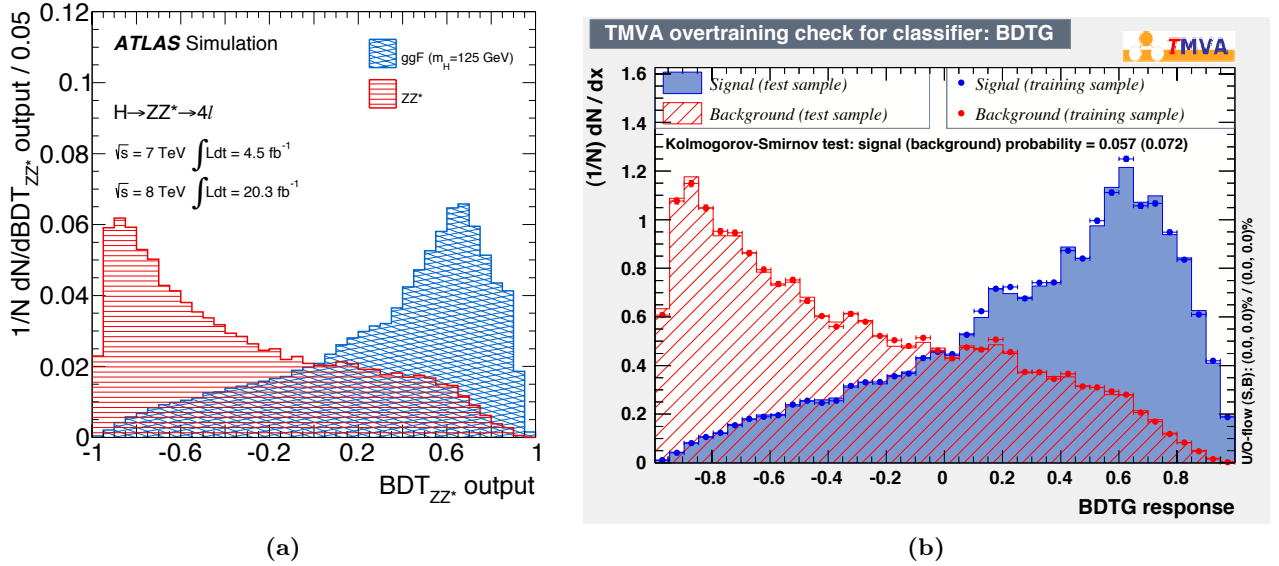 0.12
0.1
0.08
0.06
0.04
0.02
0
1/N dN/dBDT_ZZ* output / 0.05
ATLAS Simulation
ggF (m_H=125 GeV)
ZZ*
H→ZZ*→4l
√s = 7 TeV ∫Ldt = 4.5 fb⁻¹
√s = 8 TeV ∫Ldt = 20.3 fb⁻¹
-1 -0.6 -0.2 0.2 0.6 1
BDT_ZZ* output
(a)
TMVA overtraining check for classifier: BDTG
TMVA
1.6
1.4
1.2
1
0.8
0.6
0.4
0.2
0
(1/N) dN / dx
Signal (test sample)
Background (test sample)
Signal (training sample)
Background (training sample)
Kolmogorov-Smirnov test: signal (background) probability = 0.057 (0.072)
U/O-flow (S,B): (0.0, 0.0)% / (0.0, 0.0)%
-0.8 -0.6 -0.4 -0.2 0 0.2 0.4 0.6 0.8
BDTG response
(b)